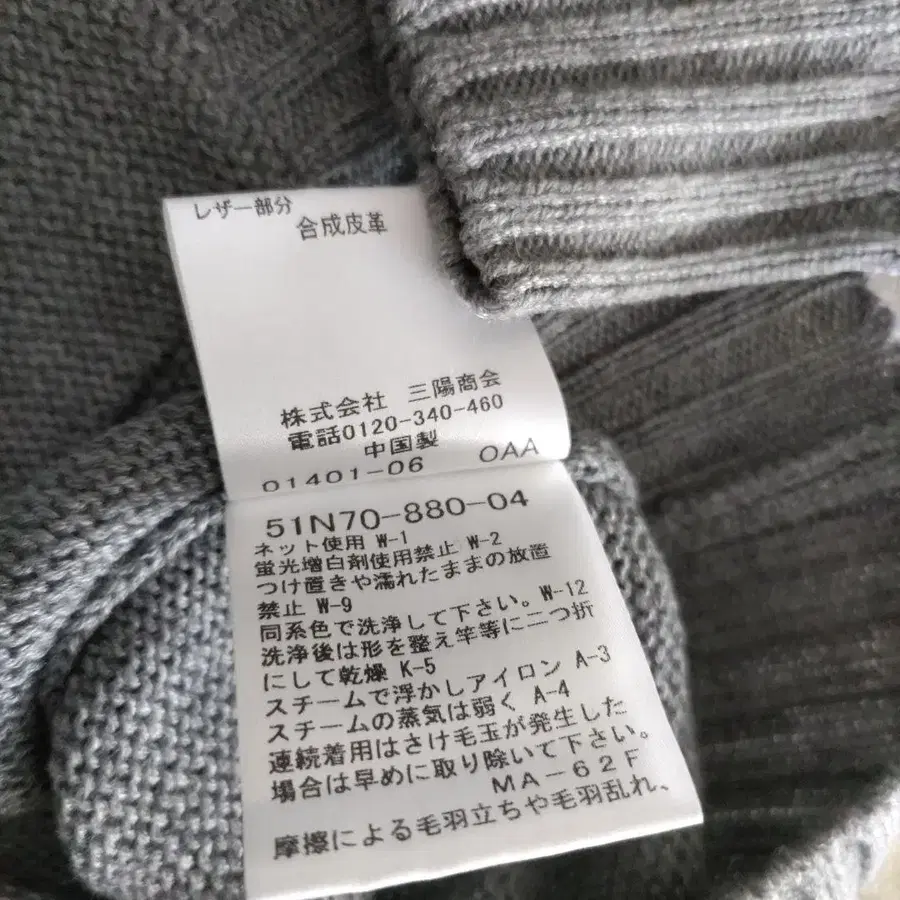 レザー部分
合成皮革
株式会社 三陽商会
電話0120-340-460
中国製
01401-06 OAA
51N70-880-04
ネット使用 W-1
蛍光増白剤使用禁止 W-2
つけ置きや濡れたままの放置
禁止 W-9
同系色で洗浄して下さい。W-12
洗浄後は形を整え竿等に二つ折
にして乾燥 K-5
スチームで浮かしアイロン A-3
スチームの蒸気は弱く A-4
連続着用はさけ毛玉が発生した
場合は早めに取り除いて下さい。
MA-62F
摩擦による毛羽立ちや毛羽乱れ、